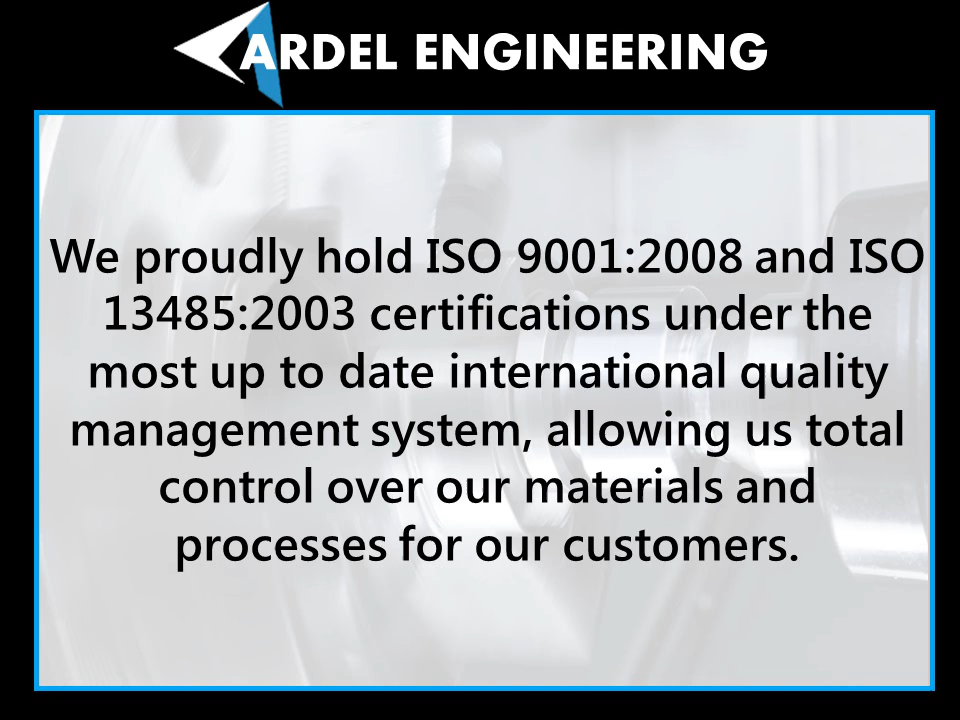 ARDEL ENGINEERING
We proudly hold ISO 9001:2008 and ISO
13485:2003 certifications under the
most up to date international quality
management system, allowing us total
control over our materials and
processes for our customers.